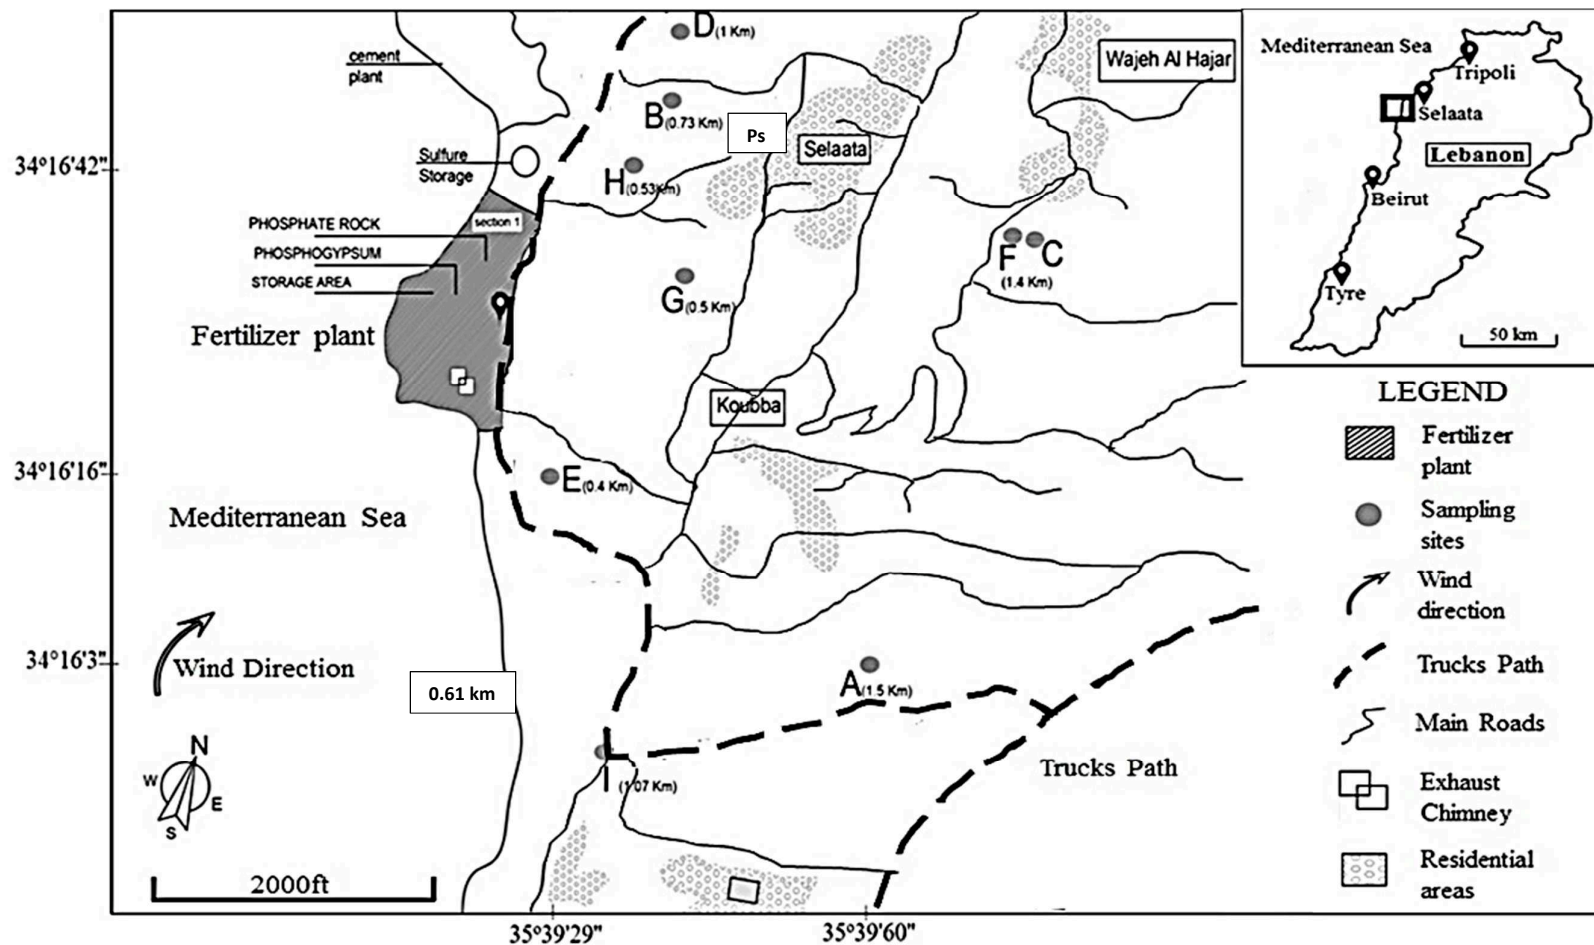 D(1 Km)
cement
plant
B(0.73 Km)
Ps
Selaata
Wajeh Al Hajar
Mediterranean Sea
Tripoli
Selaata
Lebanon
Beirut
Tyre
50 km
34°16'42"
Sulfure
Storage
H(0.53Km)
PHOSPHATE ROCK
section 1
PHOSPHOGYPSUM
STORAGE AREA
F C
(1.4 Km)
G(0.5 Km)
Fertilizer plant
Koubba
34°16'16"
E(0.4 Km)
Mediterranean Sea
34°16'3"
Wind Direction
0.61 km
A(1.5 Km)
I (1.07 Km)
Trucks Path
N
W
E
S
2000ft
35°39'29"
35°39'60"
LEGEND
Fertilizer
plant
Sampling
sites
Wind
direction
Trucks Path
Main Roads
Exhaust
Chimney
Residential
areas